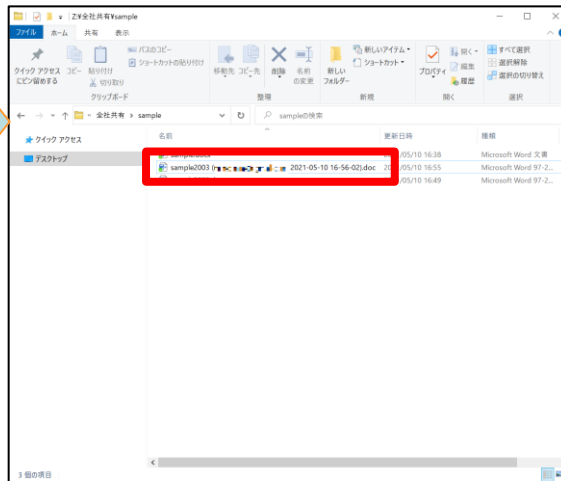 Z:¥全社共有¥sample
ファイル ホーム 共有 表示
クイック アクセス
にピン留めする
コピー
貼り付け
パスのコピー
ショートカットの貼り付け
切り取り
移動先
コピー先
削除
名前
の変更
新しい
フォルダー
新しいアイテム
ショートカット
プロパティ
開く
編集
履歴
すべて選択
選択解除
選択の切り替え
クリップボード 整理 新規 開く 選択
全社共有 › sample
sampleの検索
クイック アクセス
デスクトップ
名前 更新日時 種類
/05/10 16:38 Microsoft Word 文書
sample2003 ( 2021-05-10 16-56-02).doc 20 /05/10 16:55 Microsoft Word 97-2...
/05/10 16:49 Microsoft Word 97-2...
3 個の項目